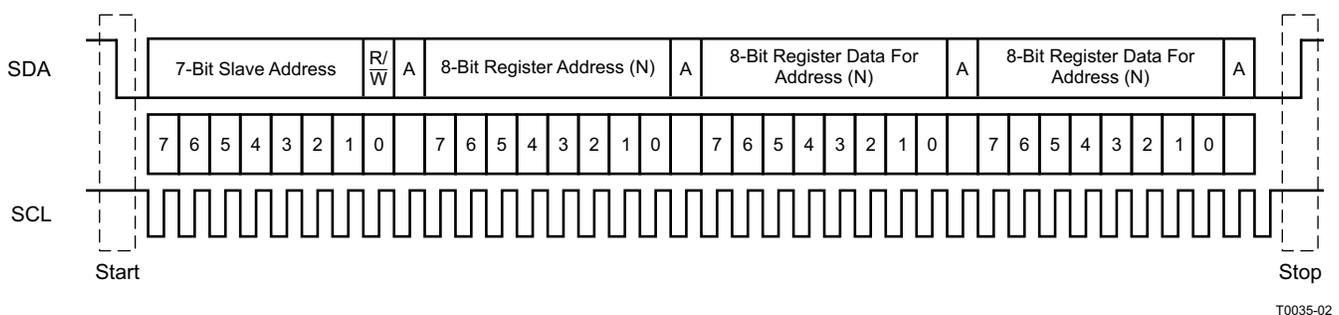 SDA
7-Bit Slave Address
R/
W
A
8-Bit Register Address (N)
A
8-Bit Register Data For
Address (N)
A
8-Bit Register Data For
Address (N)
A
7 6 5 4 3 2 1 0 7 6 5 4 3 2 1 0 7 6 5 4 3 2 1 0 7 6 5 4 3 2 1 0
SCL
Start
Stop
T0035-02